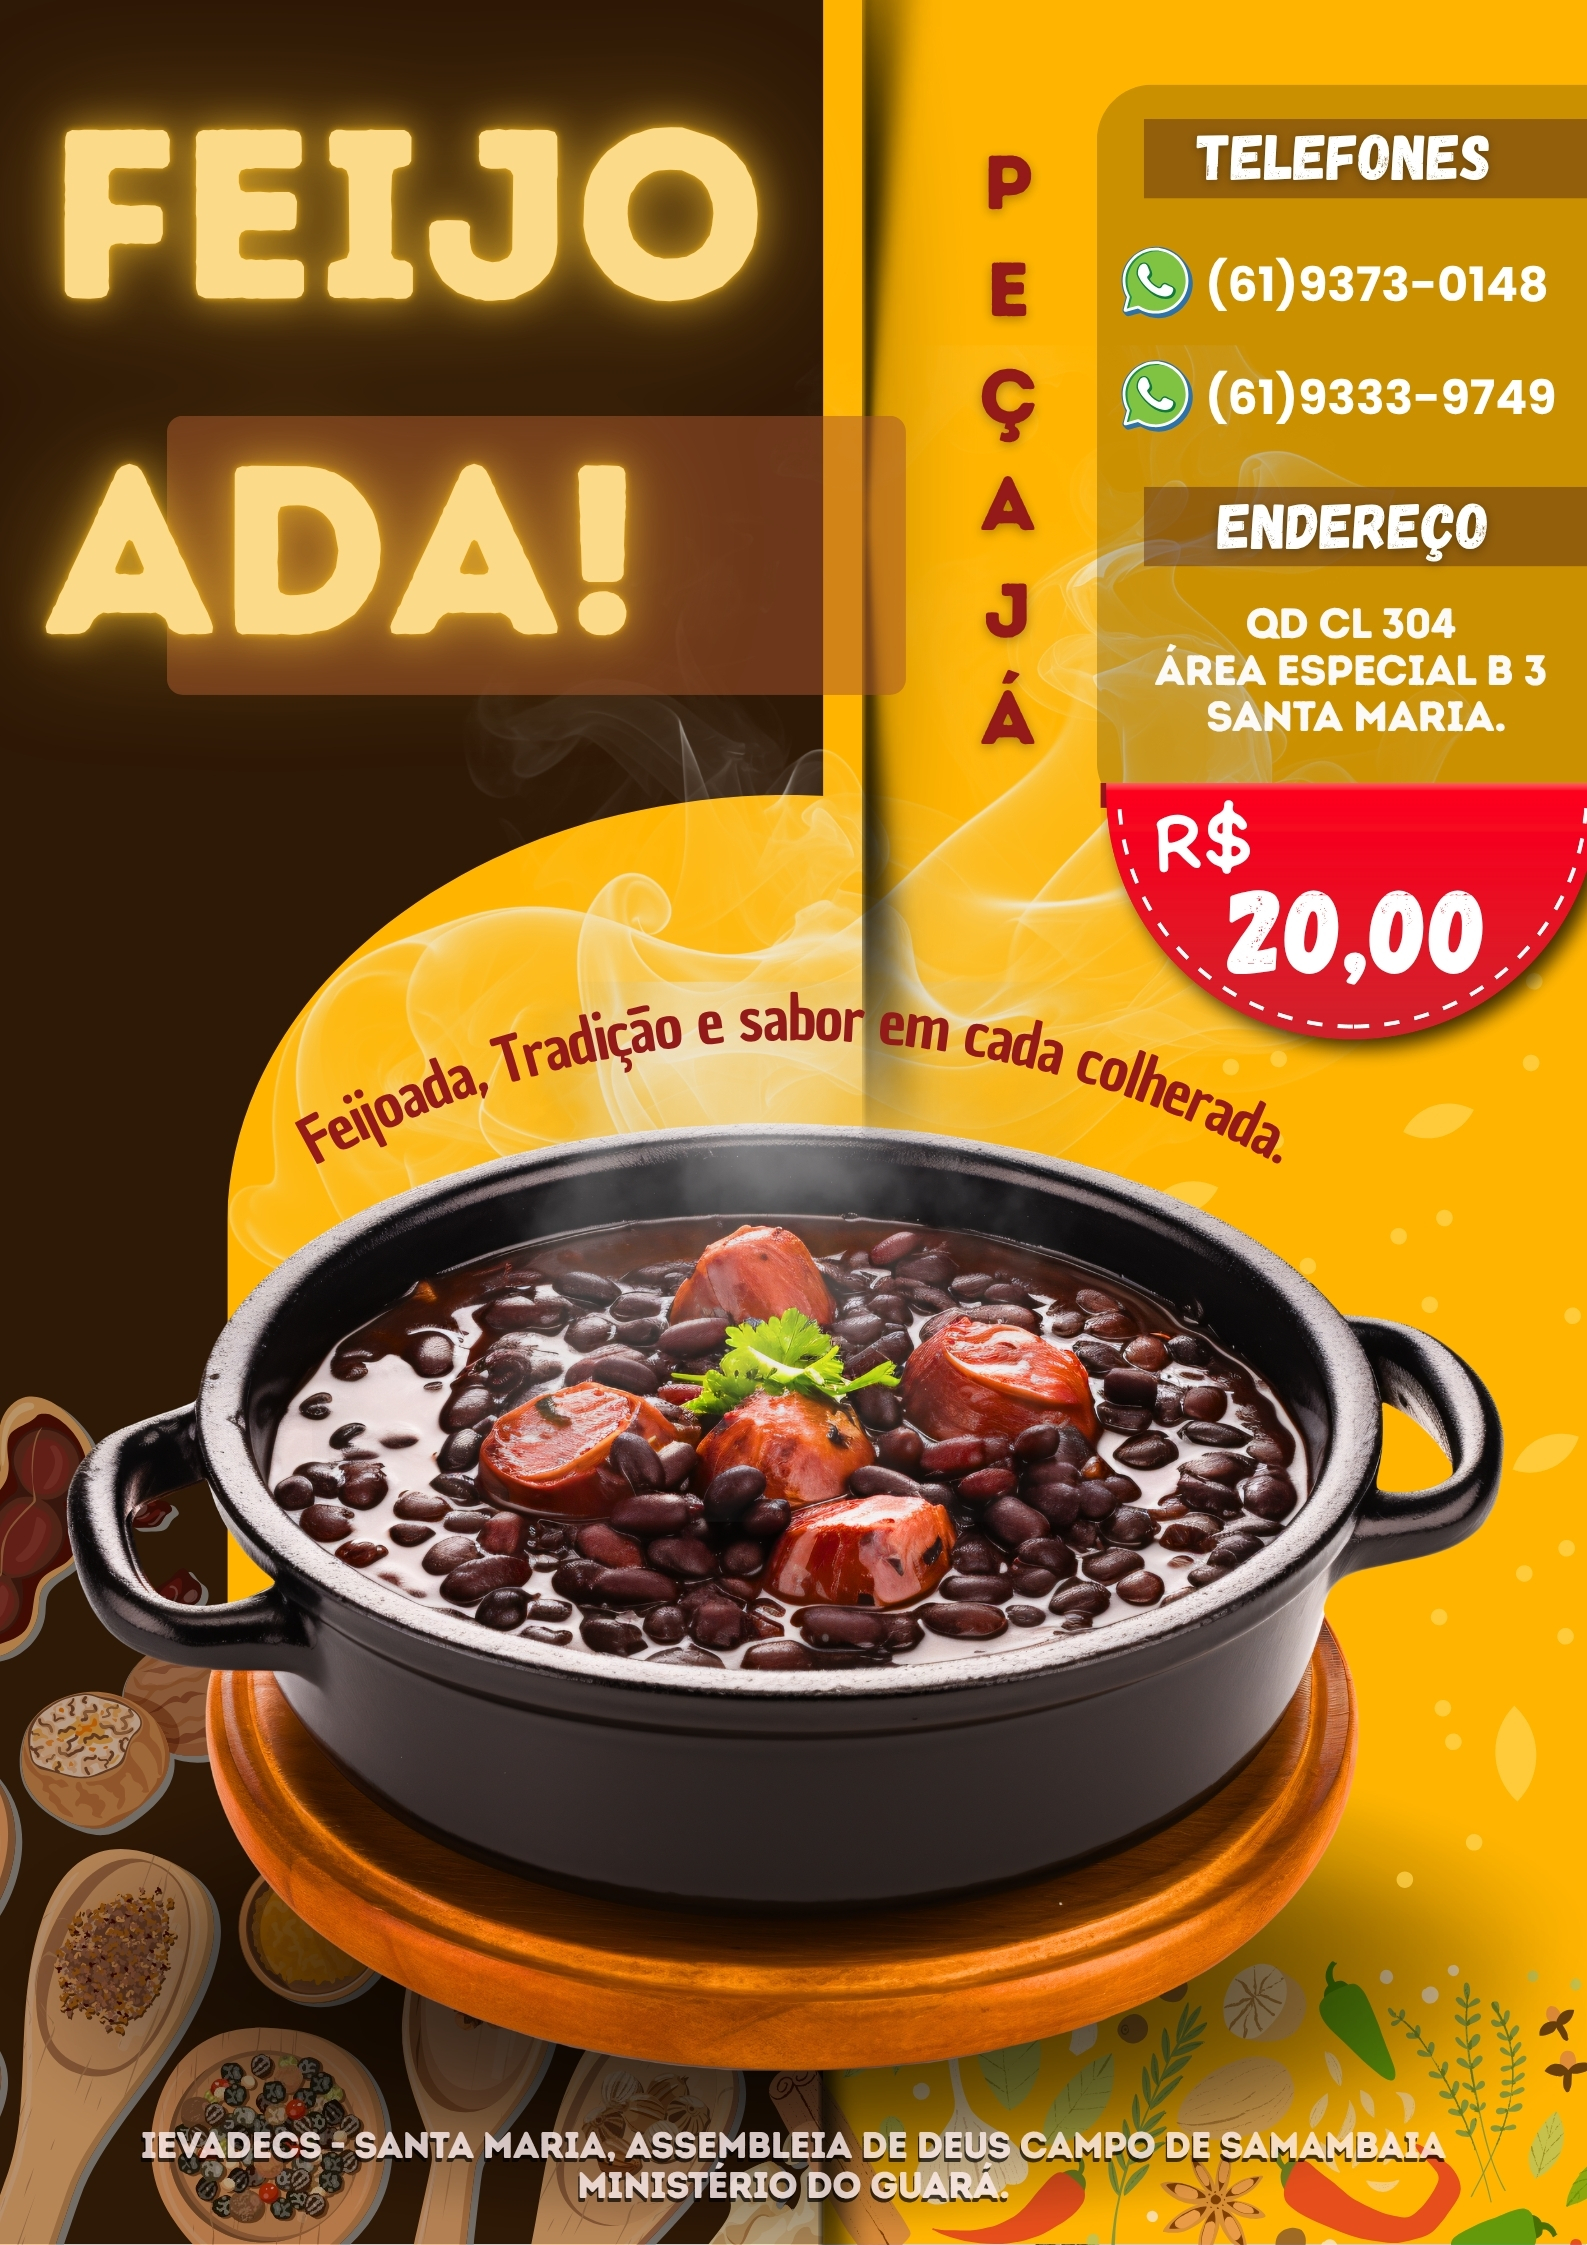 FEIJO
ADA!
PEÇA JÁ
TELEFONES
(61)9373-0148
(61)9333-9749
ENDEREÇO
QD CL 304
ÁREA ESPECIAL B 3
SANTA MARIA.
R$
20,00
Feijoada, Tradição e sabor em cada colherada.
IEVADECS - SANTA MARIA, ASSEMBLEIA DE DEUS CAMPO DE SAMAMBAIA
MINISTÉRIO DO GUARÁ.